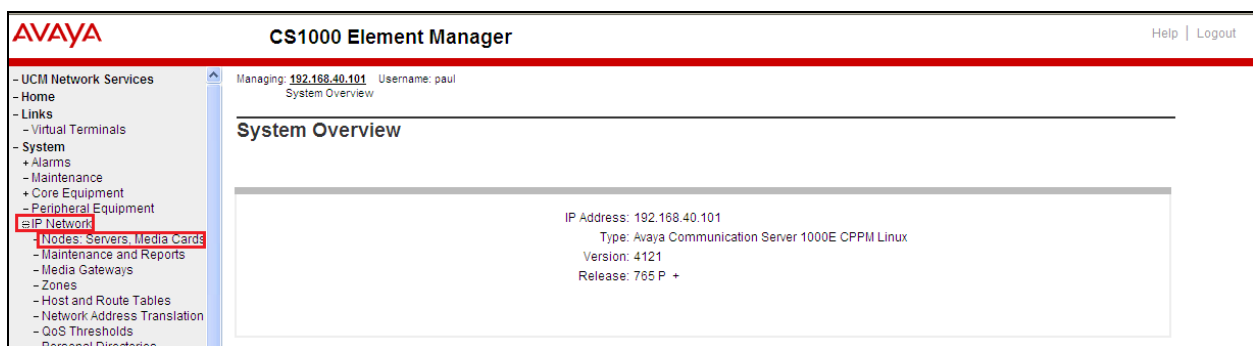 AVAYA
CS1000 Element Manager
Help | Logout
- UCM Network Services
- Home
- Links
- Virtual Terminals
- System
+ Alarms
- Maintenance
+ Core Equipment
- Peripheral Equipment
IP Network
- Nodes: Servers, Media Cards
- Maintenance and Reports
- Media Gateways
- Zones
- Host and Route Tables
- Network Address Translation
- QoS Thresholds
- Personal Directories
Managing: 192.168.40.101 Username: paul
System Overview
System Overview
IP Address: 192.168.40.101
Type: Avaya Communication Server 1000E CPPM Linux
Version: 4121
Release: 765 P +